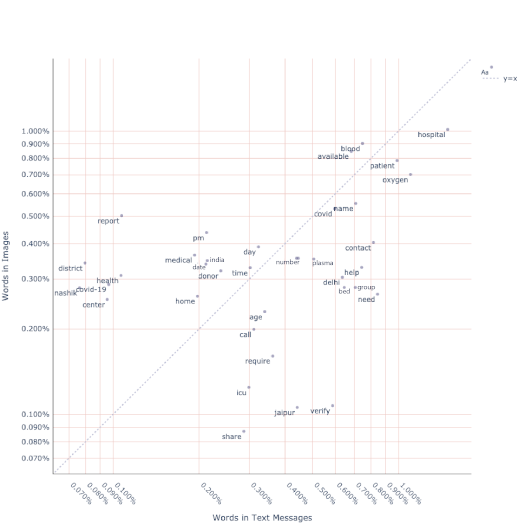 Aa
y=x
hospital
1.000%
blood
0.900%
available
0.800%
patient
0.700%
oxygen
0.600%
name
covid
0.500%
report
pm
0.400%
day
contact
medical
india
number
plasma
date
district
donor
time
help
0.300%
health
delhi
covid-19
nashik
bed
group
center
home
need
age
0.200%
call
require
icu
0.100%
jaipur
verify
0.090%
share
0.080%
0.070%
Words in Images
0.070%
0.080%
0.090%
0.100%
0.200%
0.300%
0.400%
0.500%
0.600%
0.700%
0.800%
0.900%
1.000%
Words in Text Messages